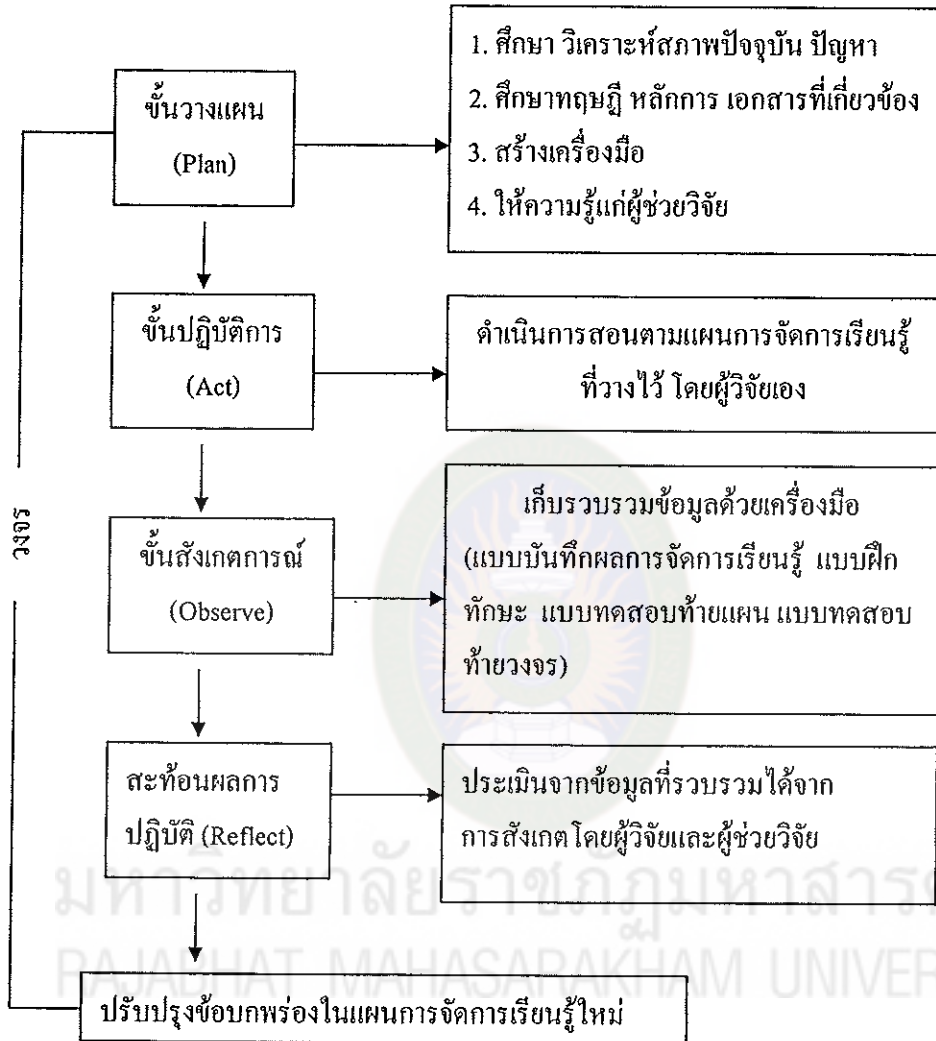 ขั้นวางแผน
(Plan)
1. ศึกษา วิเคราะห์สภาพปัจจุบัน ปัญหา
2. ศึกษาทฤษฎี หลักการ เอกสารที่เกี่ยวข้อง
3. สร้างเครื่องมือ
4. ให้ความรู้แก่ผู้ช่วยวิจัย
ขั้นปฏิบัติการ
(Act)
ดำเนินการสอนตามแผนการจัดการเรียนรู้
ที่วางไว้ โดยผู้วิจัยเอง
วงจร
ขั้นสังเกตการณ์
(Observe)
เก็บรวบรวมข้อมูลด้วยเครื่องมือ
(แบบบันทึกผลการจัดการเรียนรู้ แบบฝึก
ทักษะ แบบทดสอบท้ายแผน แบบทดสอบ
ท้ายวงจร)
สะท้อนผลการ
ปฏิบัติ (Reflect)
ประเมินจากข้อมูลที่รวบรวมได้จาก
การสังเกตโดยผู้วิจัยและผู้ช่วยวิจัย
มหาวิทยาลัยราชภัฏมหาสาร
RAJABHAT MAHASARAKHAM UNIVER
ปรับปรุงข้อบกพร่องในแผนการจัดการเรียนรู้ใหม่